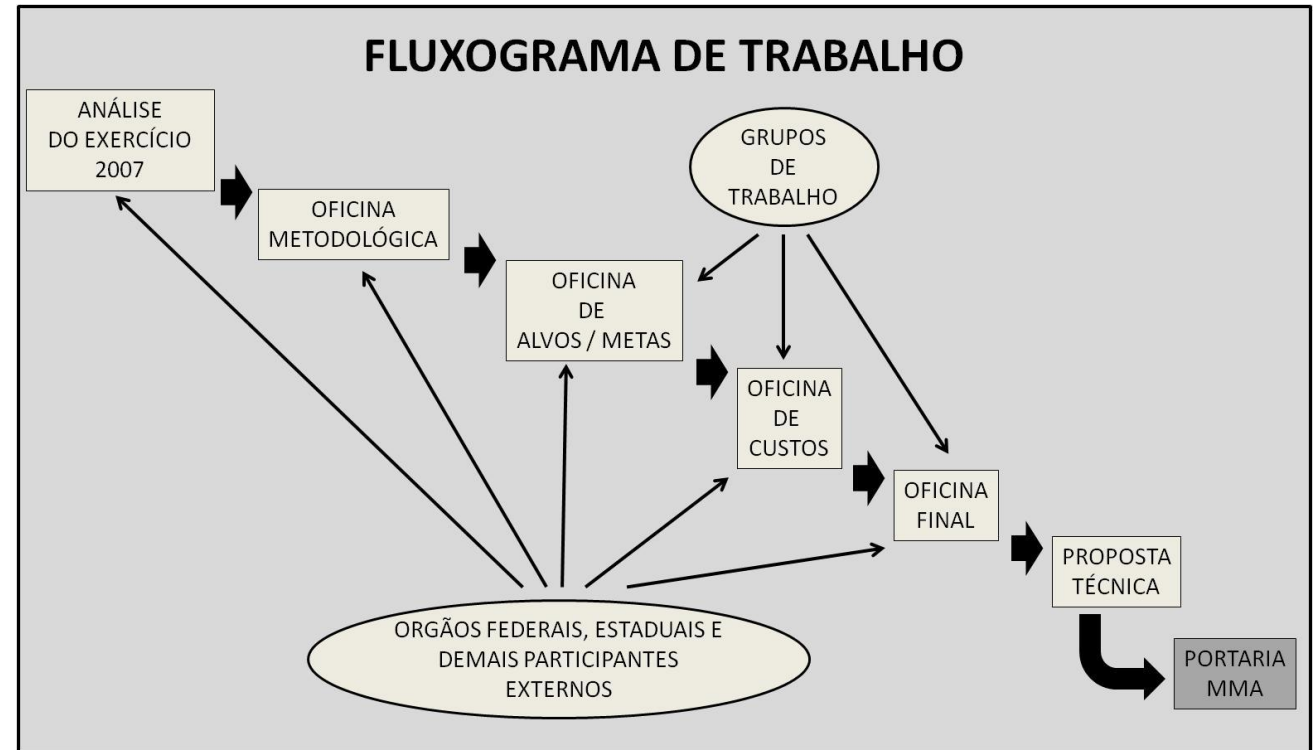 FLUXOGRAMA DE TRABALHO
ANÁLISE
DO EXERCÍCIO
2007
OFICINA
METODOLÓGICA
GRUPOS
DE
TRABALHO
OFICINA
DE
ALVOS / METAS
OFICINA
DE
CUSTOS
OFICINA
FINAL
PROPOSTA
TÉCNICA
ORGÃOS FEDERAIS, ESTADUAIS E
DEMAIS PARTICIPANTES
EXTERNOS
PORTARIA
MMA